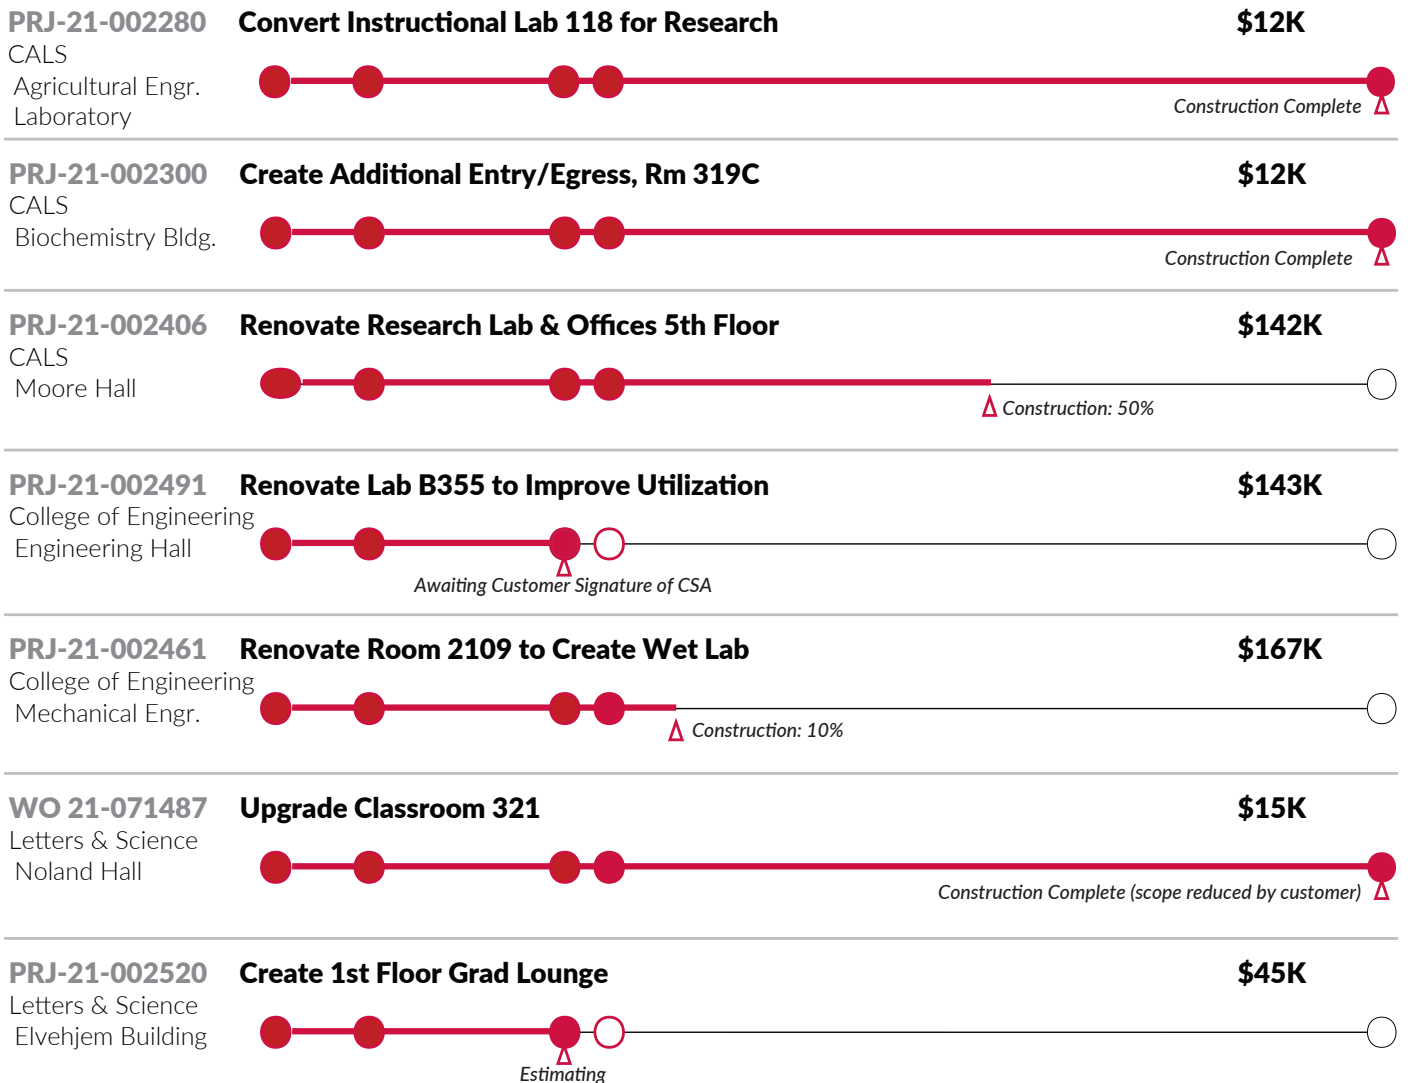 PRJ-21-002280 Convert Instructional Lab 118 for Research $12K
CALS
Agricultural Engr.
Laboratory
Construction Complete
PRJ-21-002300 Create Additional Entry/Egress, Rm 319C $12K
CALS
Biochemistry Bldg.
Construction Complete
PRJ-21-002406 Renovate Research Lab & Offices 5th Floor $142K
CALS
Moore Hall
Construction: 50%
PRJ-21-002491 Renovate Lab B355 to Improve Utilization $143K
College of Engineering
Engineering Hall
Awaiting Customer Signature of CSA
PRJ-21-002461 Renovate Room 2109 to Create Wet Lab $167K
College of Engineering
Mechanical Engr.
Construction: 10%
WO 21-071487 Upgrade Classroom 321 $15K
Letters & Science
Noland Hall
Construction Complete (scope reduced by customer)
PRJ-21-002520 Create 1st Floor Grad Lounge $45K
Letters & Science
Elvehjem Building
Estimating